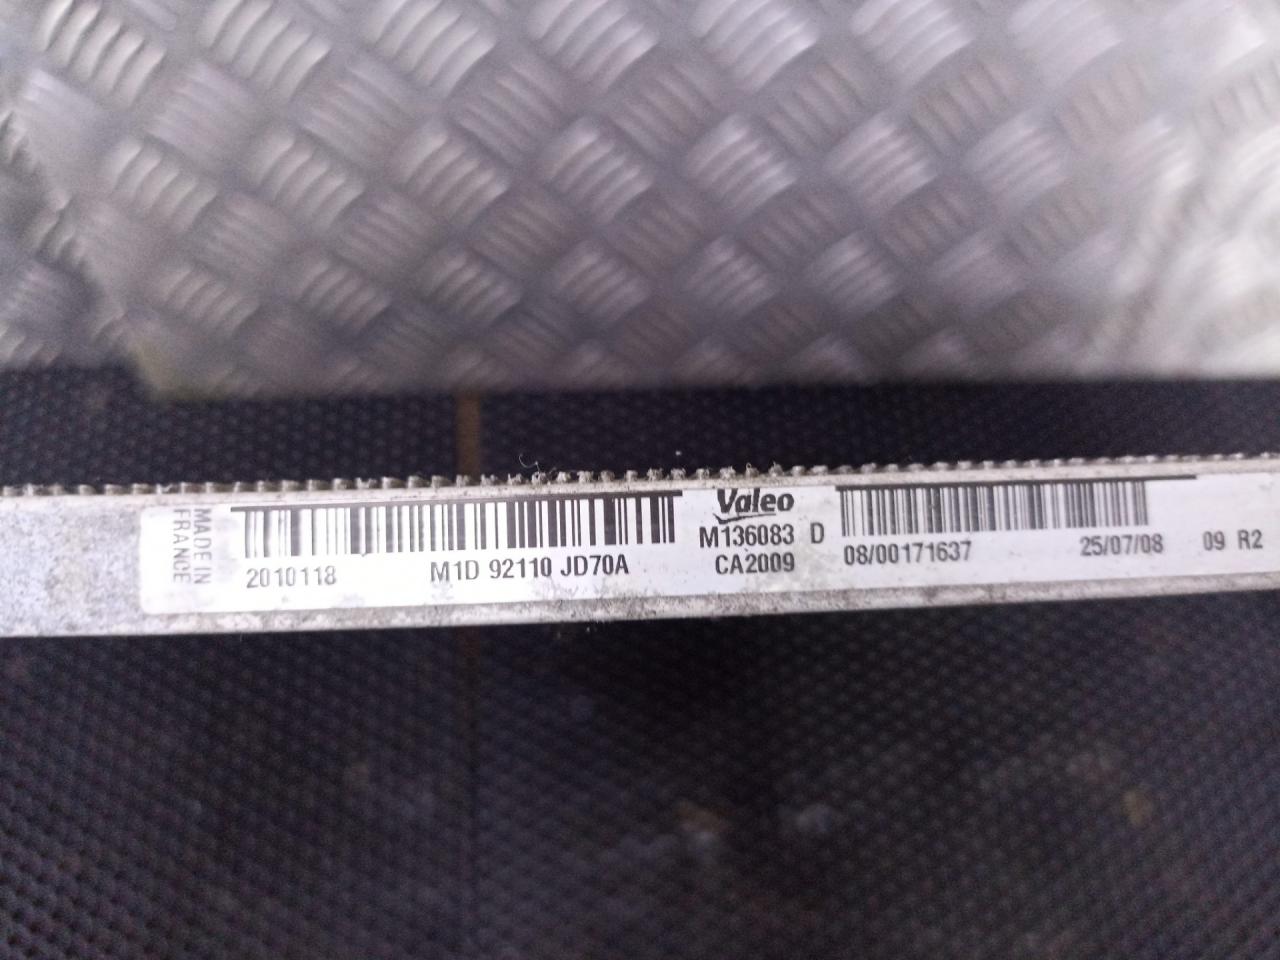 MADE IN
FRANCE
2010118 M1D 92110 JD70A
Valeo
M136083 D
CA2009
08/00171637 25/07/08 09 R2